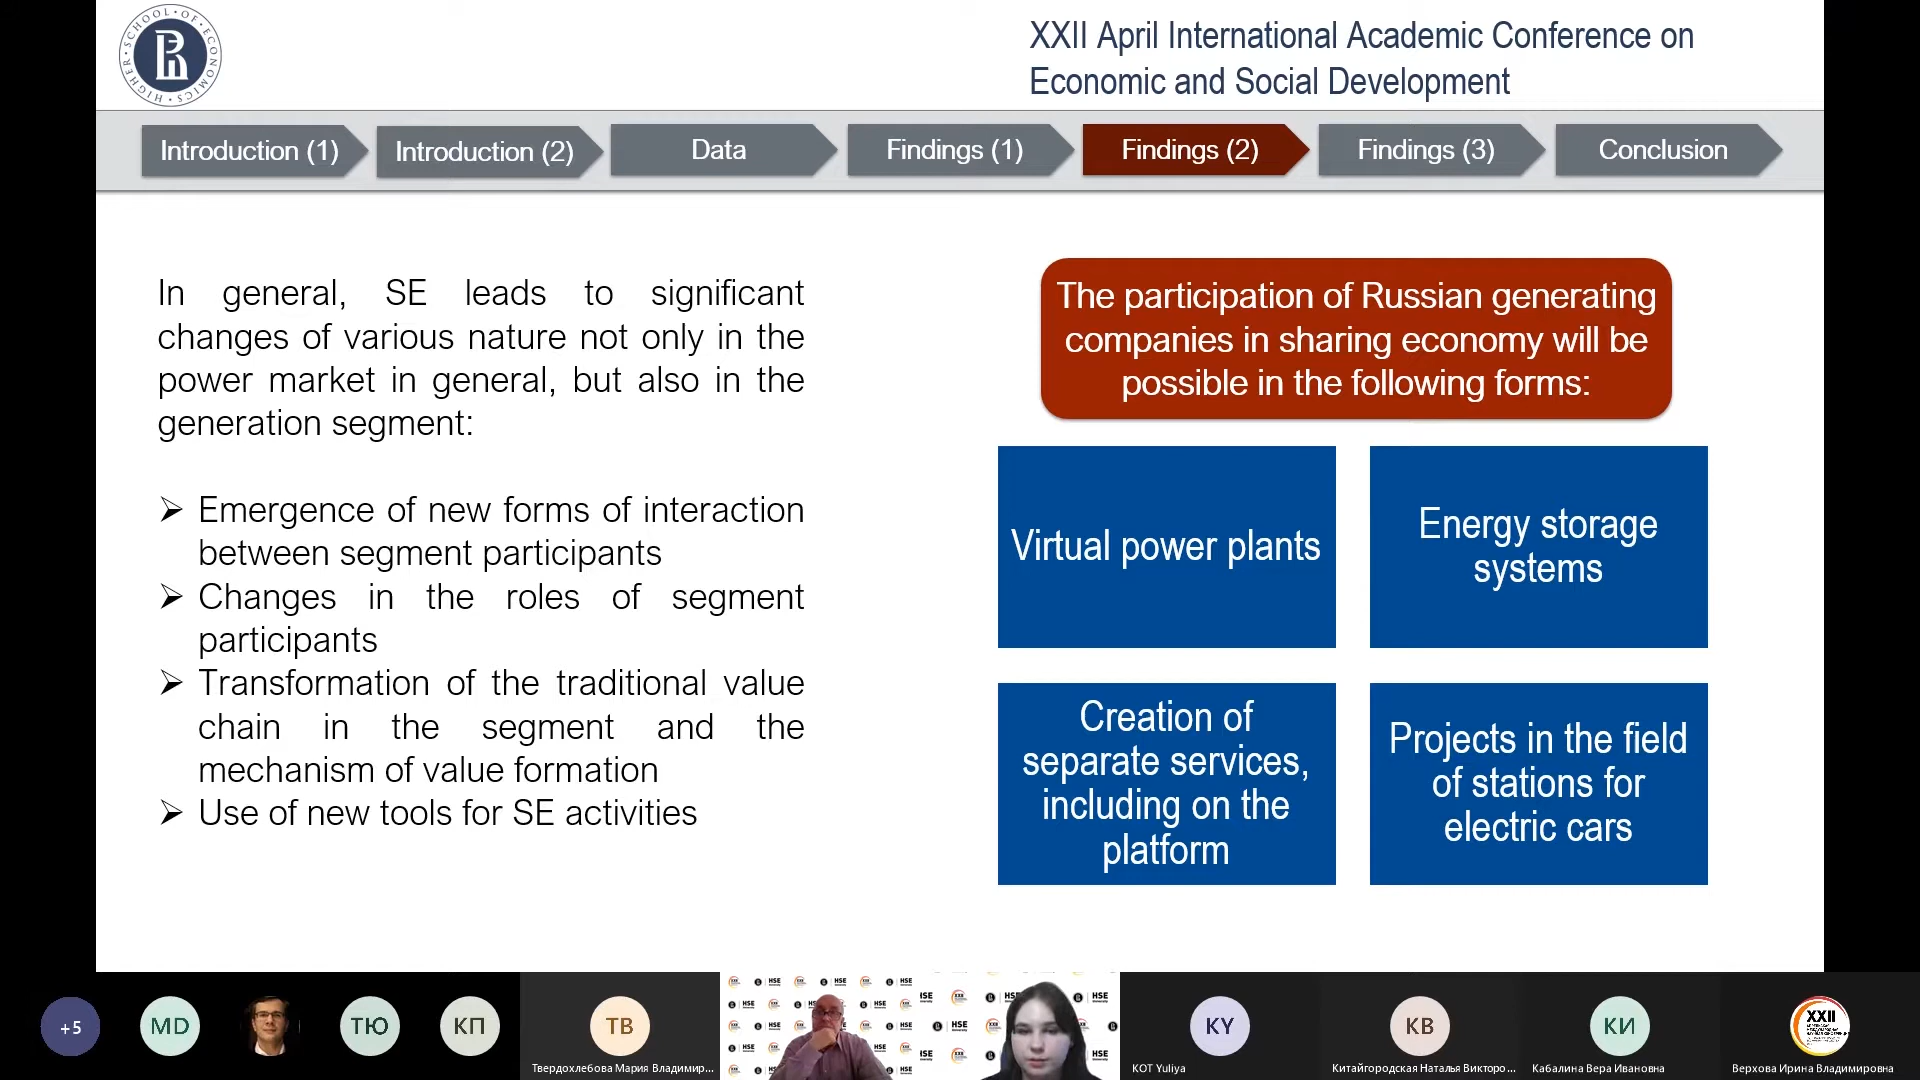 HIGHER · SCHOOL · OF · ECONOMICS
XXII April International Academic Conference on
Economic and Social Development
Introduction (1)
Introduction (2)
Data
Findings (1)
Findings (2)
Findings (3)
Conclusion
In general, SE leads to significant
changes of various nature not only in the
power market in general, but also in the
generation segment:
Emergence of new forms of interaction
between segment participants
Changes in the roles of segment
participants
Transformation of the traditional value
chain in the segment and the
mechanism of value formation
Use of new tools for SE activities
The participation of Russian generating
companies in sharing economy will be
possible in the following forms:
Virtual power plants
Energy storage
systems
Creation of
separate services,
including on the
platform
Projects in the field
of stations for
electric cars
+5
MD
ТЮ
КП
ТВ
Твердохлебова Мария Владимир...
HSE
XXII
KY
KOT Yuliya
КВ
Китайгородская Наталья Викторо...
КИ
Кабалина Вера Ивановна
XXII
Верхова Ирина Владимировна